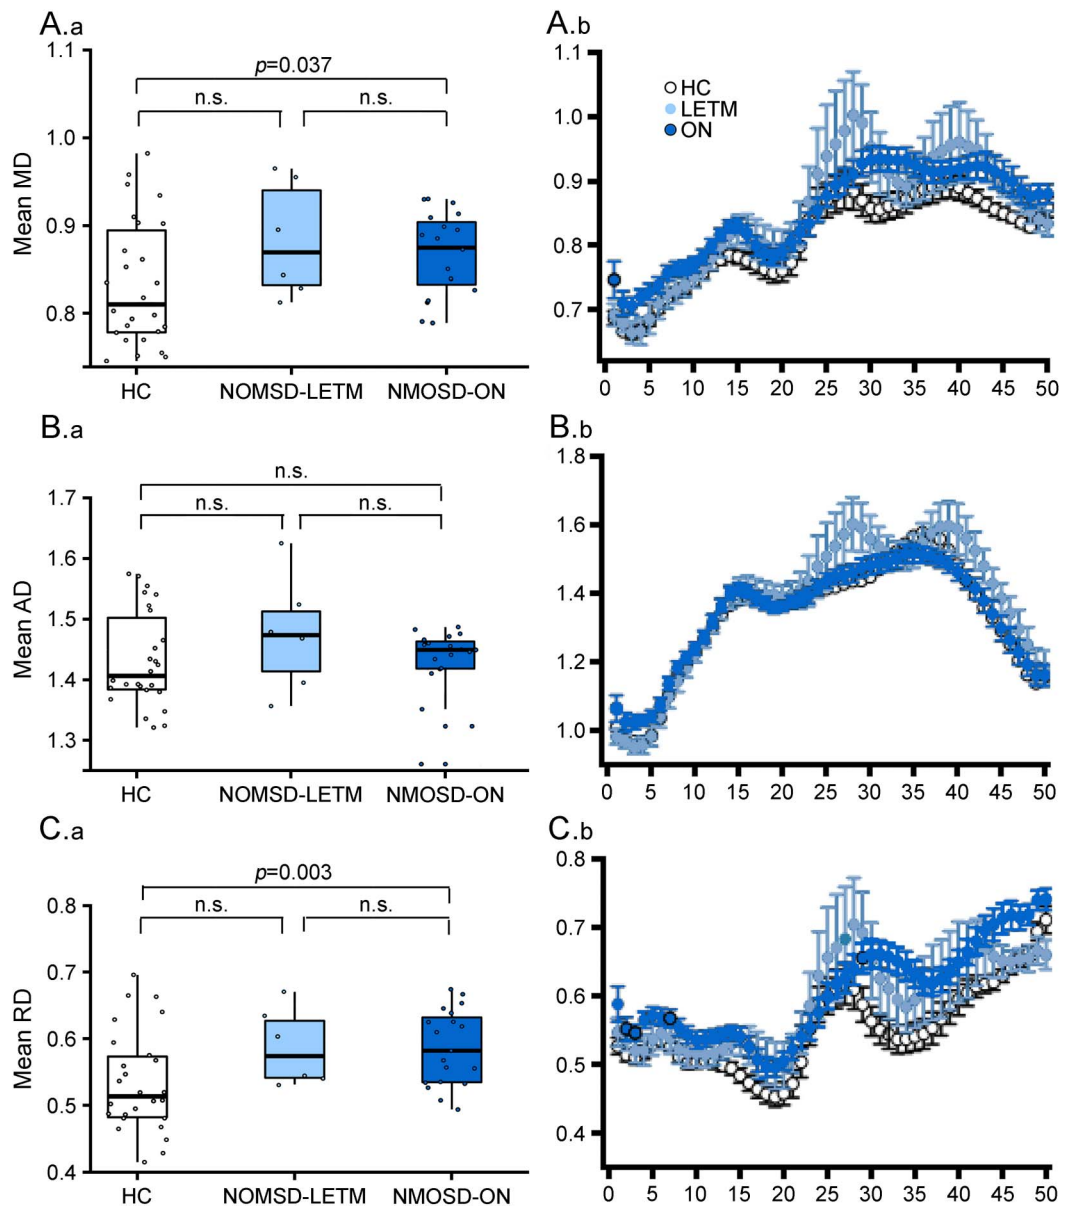 A.a
1.1
1.0
0.9
0.8
Mean MD
p=0.037
n.s.
n.s.
HC
NOMSD-LETM
NMOSD-ON
A.b
1.1
1.0
0.9
0.8
0.7
HC
LETM
ON
0 5 10 15 20 25 30 35 40 45 50
B.a
1.7
1.6
1.5
1.4
1.3
Mean AD
n.s.
n.s.
n.s.
HC
NOMSD-LETM
NMOSD-ON
B.b
1.8
1.6
1.4
1.2
1.0
0 5 10 15 20 25 30 35 40 45 50
C.a
0.8
0.7
0.6
0.5
0.4
Mean RD
p=0.003
n.s.
n.s.
HC
NOMSD-LETM
NMOSD-ON
C.b
0.8
0.7
0.6
0.5
0.4
0 5 10 15 20 25 30 35 40 45 50